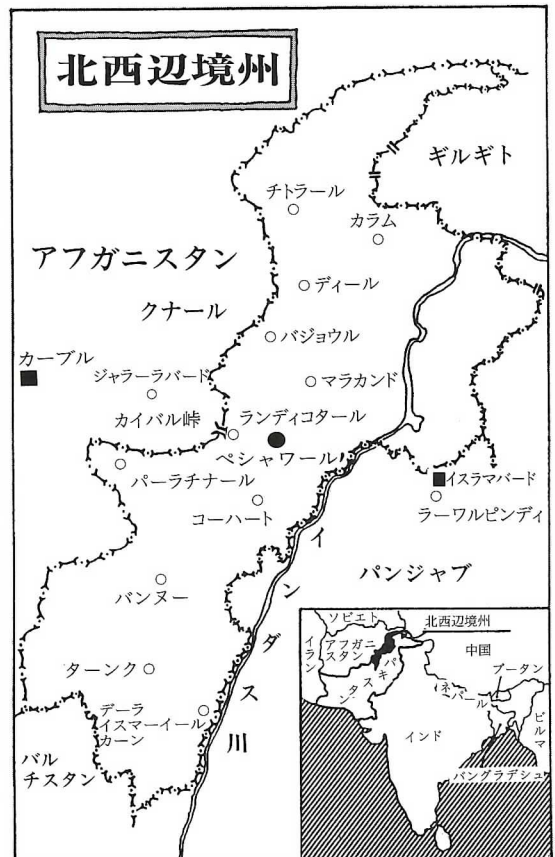 北西辺境州
ギルギト
チトラール
カラム
アフガニスタン
ディール
クナール
バジョウル
カーブル
ジャラーラバード
マラカンド
カイバル峠
ランディコタール
ペシャワール
パーラチナール
イスラマバード
コーハート
ラーワルピンディ
パンジャブ
バンヌー
インダス川
ターンク
デーラ
イスマーイール
カーン
バル
チスタン
ソビエト
北西辺境州
イラン
アフガニ
スタン
中国
パキスタン
ネパール
ブータン
インド
ビルマ
バングラデシュ